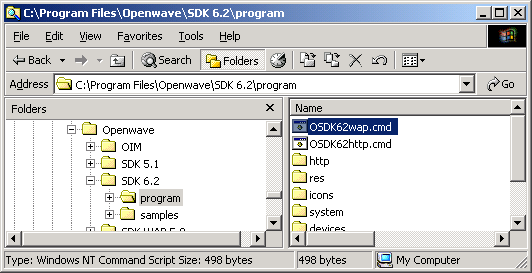 C:\Program Files\Openwave\SDK 6.2\program
File Edit View Favorites Tools Help
Back Search Folders
Address C:\Program Files\Openwave\SDK 6.2\program Go
Folders
Openwave
OIM
SDK 5.1
SDK 6.2
program
samples
Name
OSDK62wap.cmd
OSDK62http.cmd
http
res
icons
system
devices
Type: Windows NT Command Script Size: 498 bytes 498 bytes My Computer